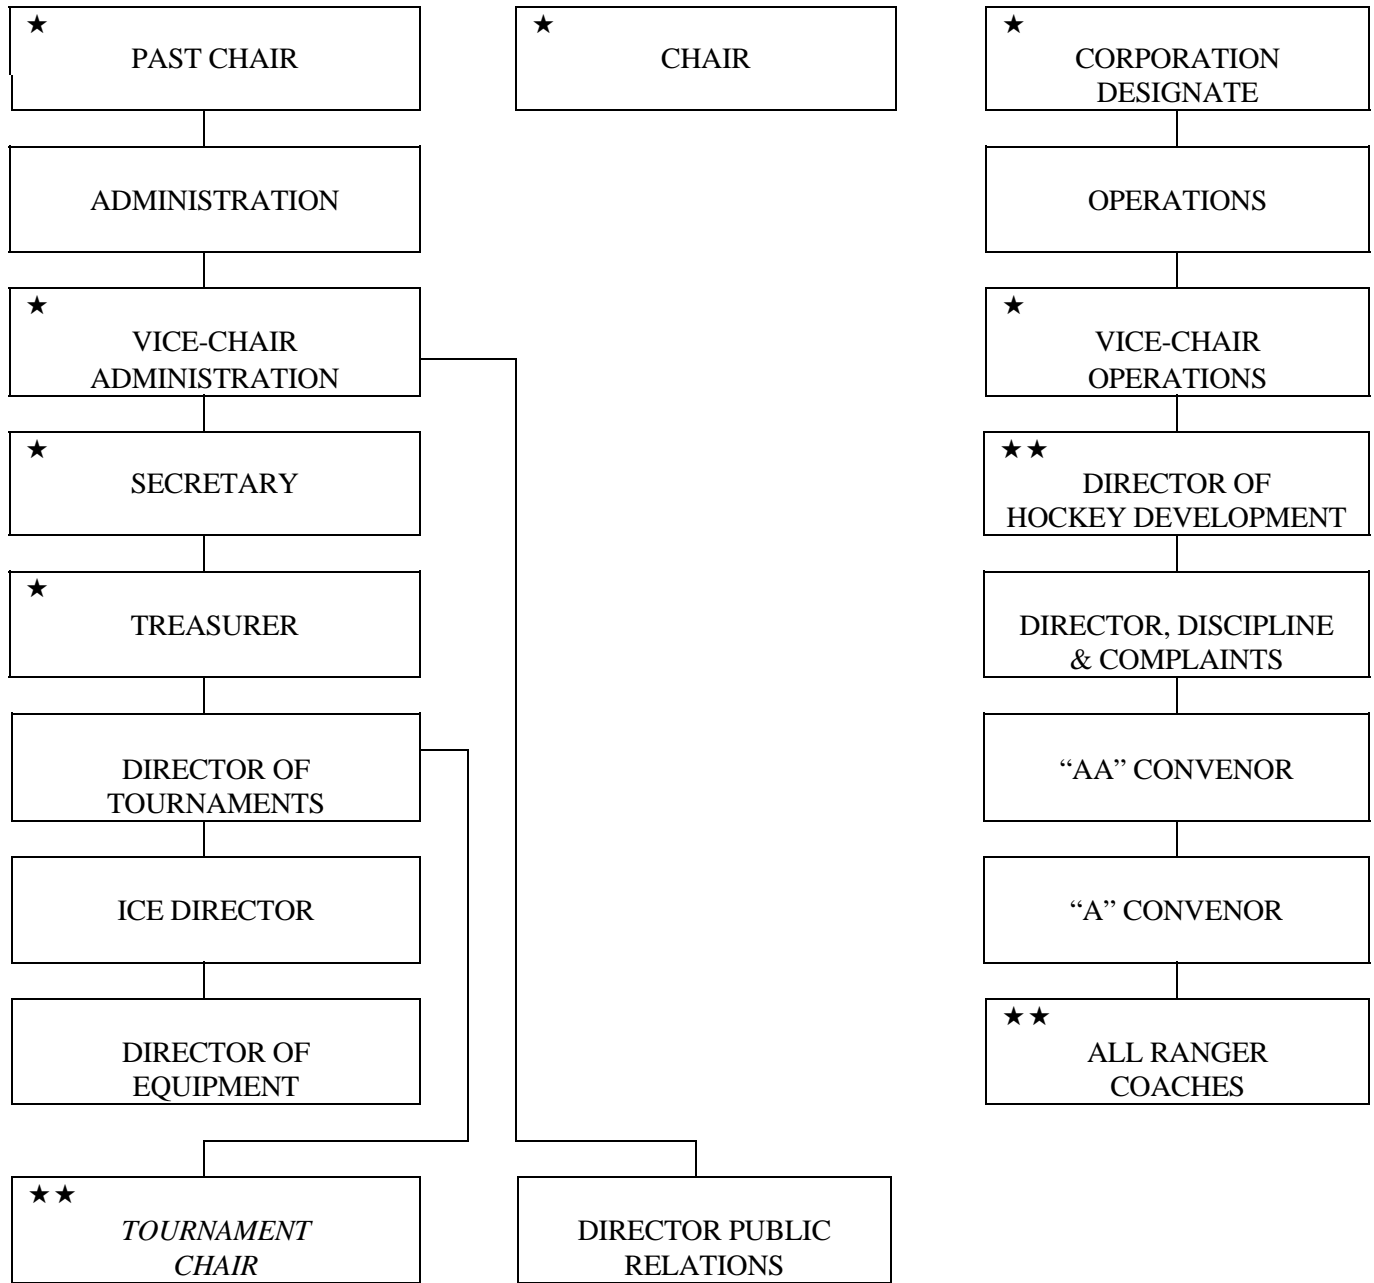 ★
PAST CHAIR
★
CHAIR
★
CORPORATION
DESIGNATE
ADMINISTRATION
OPERATIONS
★
VICE-CHAIR
ADMINISTRATION
★
VICE-CHAIR
OPERATIONS
★
SECRETARY
★★
DIRECTOR OF
HOCKEY DEVELOPMENT
★
TREASURER
DIRECTOR, DISCIPLINE
& COMPLAINTS
DIRECTOR OF
TOURNAMENTS
“AA” CONVENOR
ICE DIRECTOR
“A” CONVENOR
DIRECTOR OF
EQUIPMENT
★★
ALL RANGER
COACHES
★★
TOURNAMENT
CHAIR
DIRECTOR PUBLIC
RELATIONS